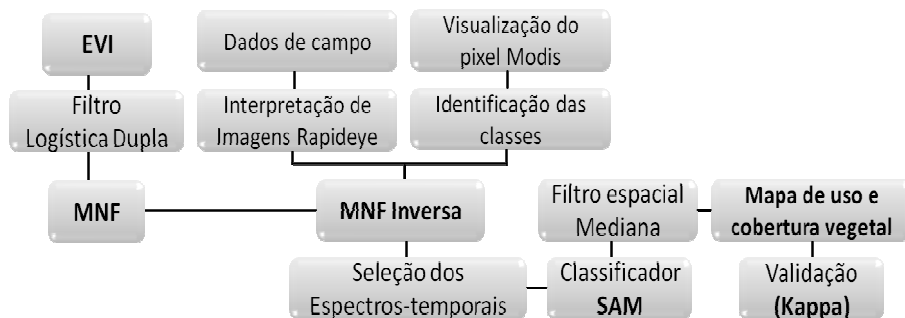 EVI
Filtro
Logística Dupla
MNF
Dados de campo
Interpretação de
Imagens Rapideye
Visualização do
pixel Modis
Identificação das
classes
MNF Inversa
Seleção dos
Espectros-temporais
Classificador
SAM
Filtro espacial
Mediana
Mapa de uso e
cobertura vegetal
Validação
(Kappa)